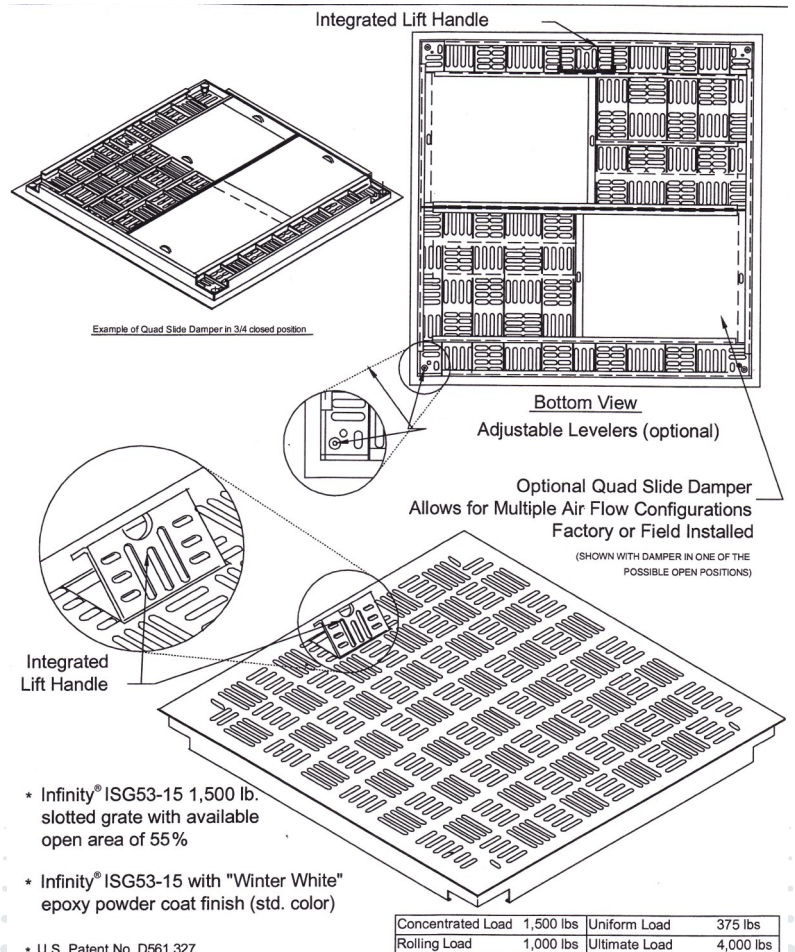 Integrated Lift Handle
Example of Quad Slide Damper in 3/4 closed position
Bottom View
Adjustable Levelers (optional)
Optional Quad Slide Damper
Allows for Multiple Air Flow Configurations
Factory or Field Installed
(SHOWN WITH DAMPER IN ONE OF THE
POSSIBLE OPEN POSITIONS)
Integrated
Lift Handle
* Infinity® ISG53-15 1,500 lb.
slotted grate with available
open area of 55%
* Infinity® ISG53-15 with "Winter White"
epoxy powder coat finish (std. color)
* U.S. Patent No. D561,327
Concentrated Load 1,500 lbs Uniform Load 375 lbs
Rolling Load 1,000 lbs Ultimate Load 4,000 lbs